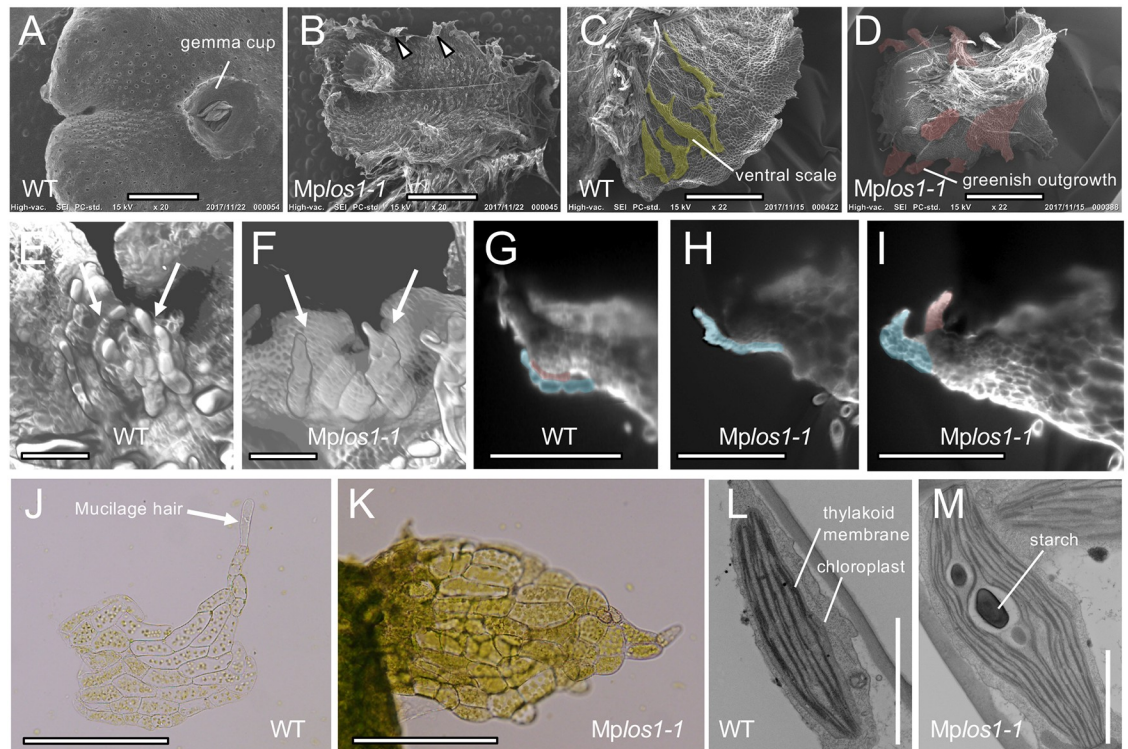 A
gemma cup
WT
High-vac. SEI PC-std. 15 kV x 20 2017/11/22 000054
B
Mplos1-1
High-vac. SEI PC-std. 15 kV x 20 2017/11/22 000045
C
WT
ventral scale
High-vac. SEI PC-std. 15 kV x 22 2017/11/15 000422
D
Mplos1-1
greenish outgrowth
High-vac. SEI PC-std. 15 kV x 22 2017/11/15 000388
E
WT
F
Mplos1-1
G
WT
H
Mplos1-1
I
Mplos1-1
J
Mucilage hair
WT
K
Mplos1-1
L
thylakoid
membrane
chloroplast
WT
M
starch
Mplos1-1